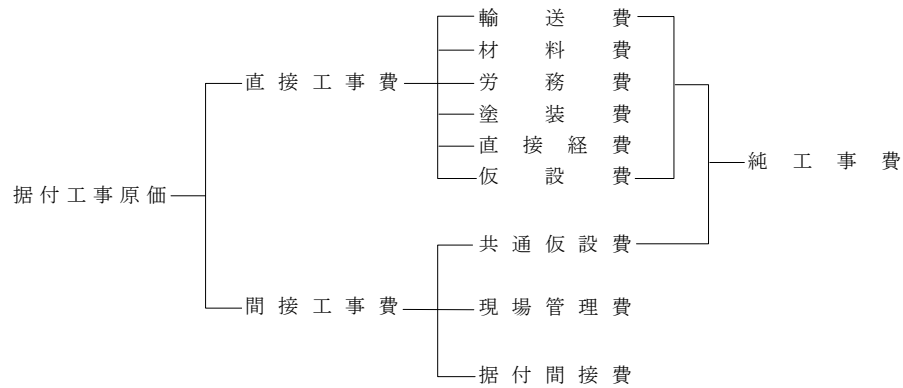 輸送費
材料費
直接工事費
労務費
塗装費
直接経費
純工事費
仮設費
据付工事原価
共通仮設費
間接工事費
現場管理費
据付間接費